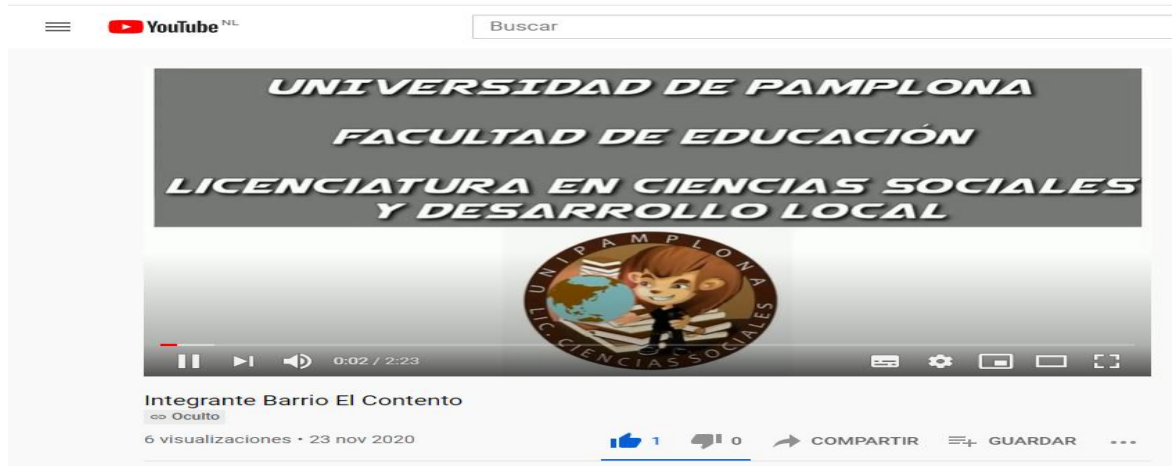 YouTube NL
Buscar
UNIVERSIDAD DE PAMPLONA
FACULTAD DE EDUCACIÓN
LICENCIATURA EN CIENCIAS SOCIALES
Y DESARROLLO LOCAL
UNIPAMPLONA
LIC. CIENCIAS SOCIALES
0:02 / 2:23
Integrante Barrio El Contento
Oculto
6 visualizaciones • 23 nov 2020
1 0 COMPARTIR GUARDAR ...